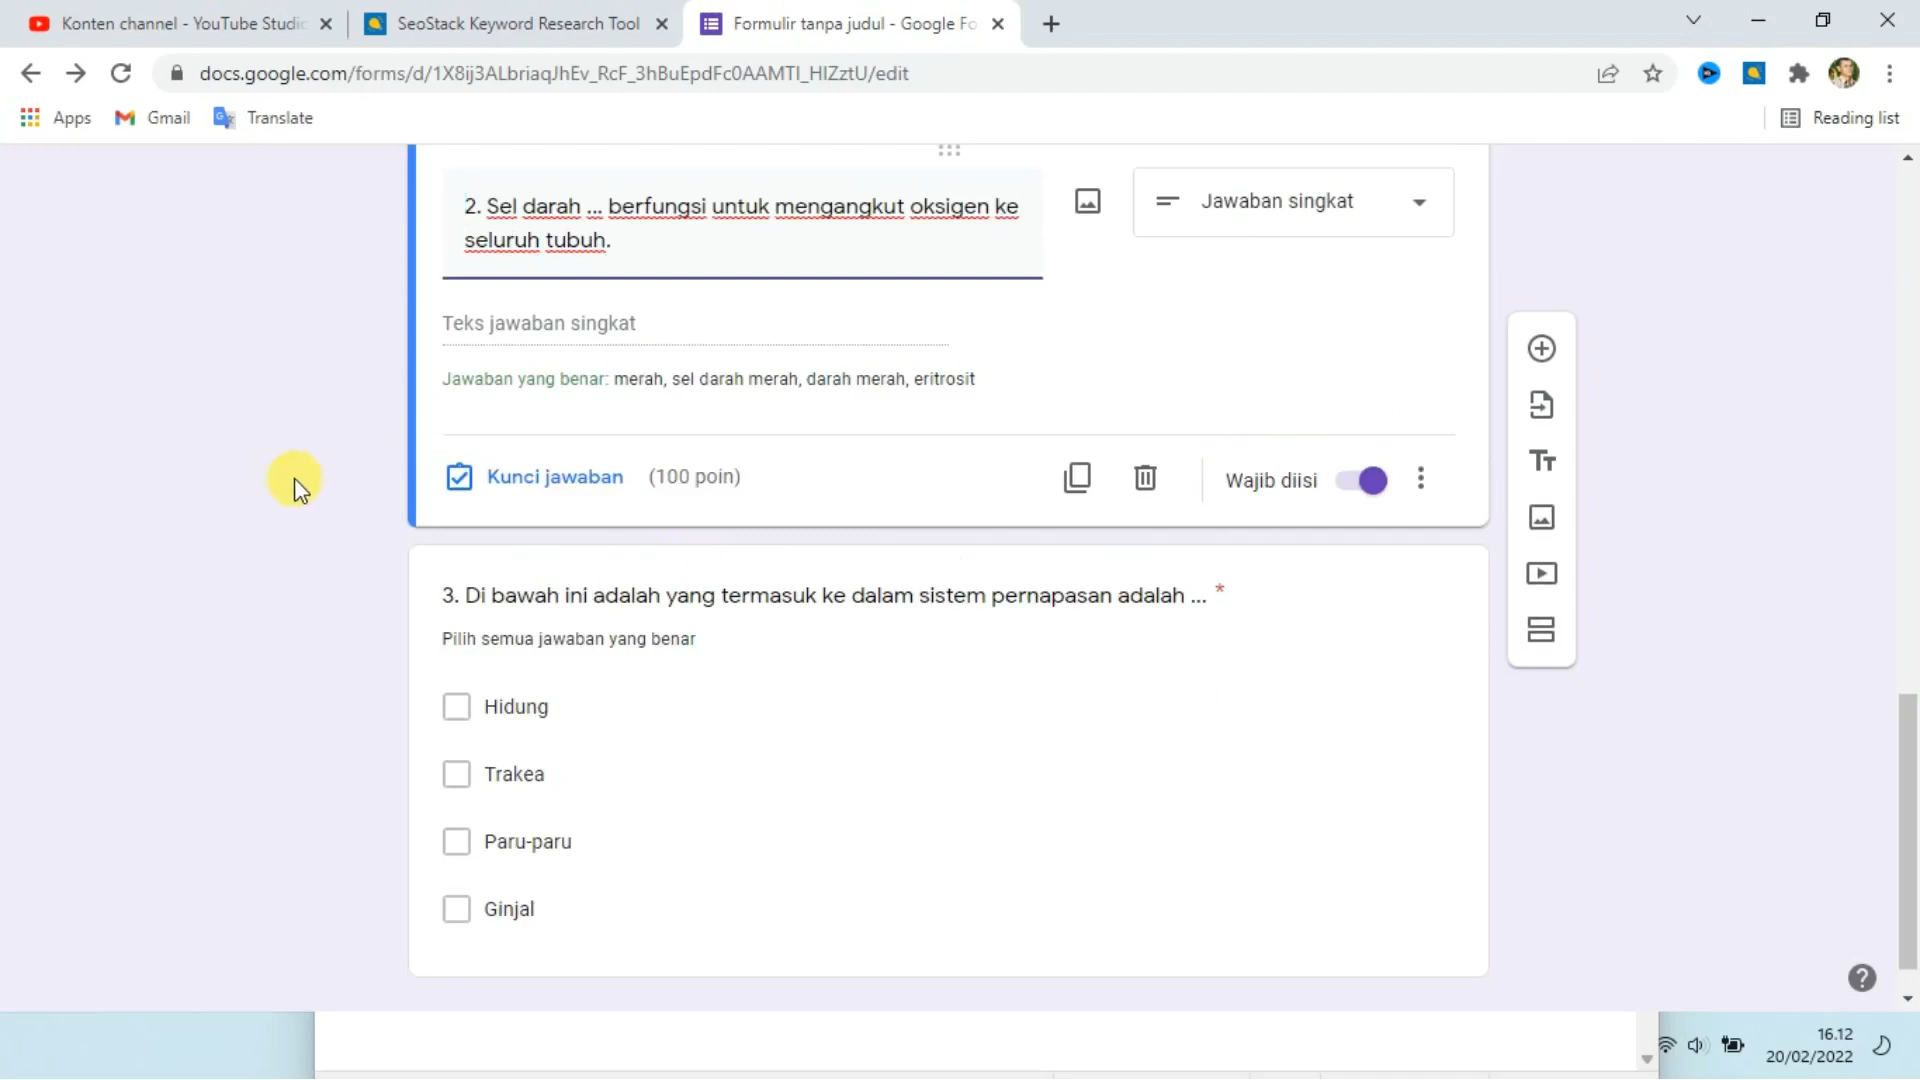 Konten channel - YouTube Studio
SeoStack Keyword Research Tool
Formulir tanpa judul - Google Fo
docs.google.com/forms/d/1X8ij3ALbriaqJhEv_RcF_3hBuEpdFc0AAMTI_HIZztU/edit
Apps
Gmail
Translate
Reading list
2. Sel darah ... berfungsi untuk mengangkut oksigen ke
seluruh tubuh.
Jawaban singkat
Teks jawaban singkat
Jawaban yang benar: merah, sel darah merah, darah merah, eritrosit
Kunci jawaban
(100 poin)
Wajib diisi
3. Di bawah ini adalah yang termasuk ke dalam sistem pernapasan adalah ... *
Pilih semua jawaban yang benar
Hidung
Trakea
Paru-paru
Ginjal
16.12
20/02/2022